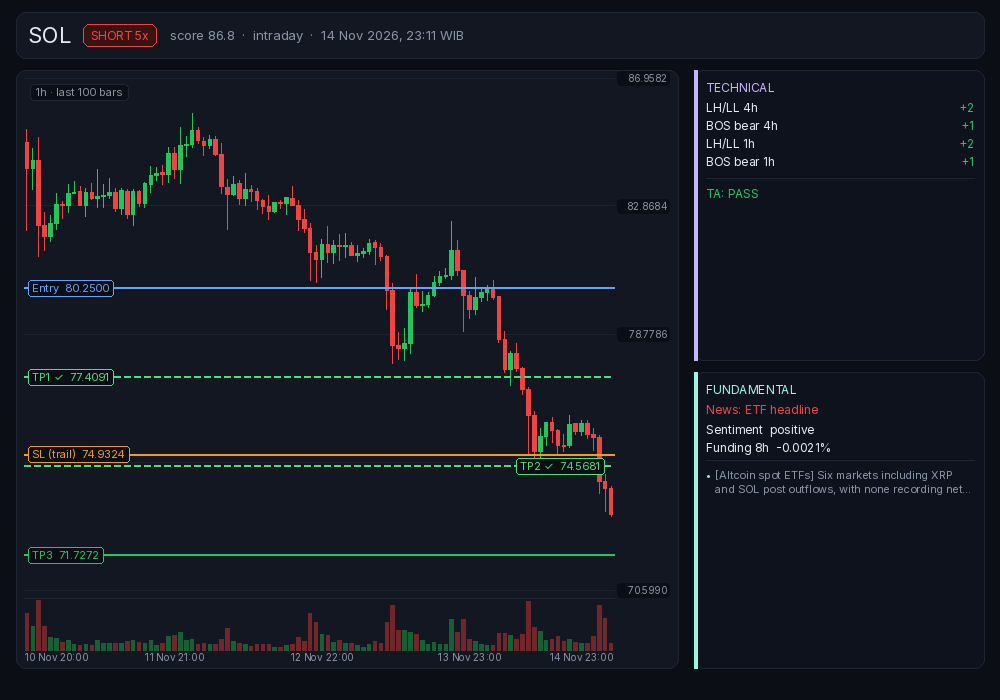 SOL SHORT 5x score 86.8 · intraday · 14 Nov 2026, 23:11 WIB
1h · last 100 bars
86.9582
82.8684
78.7786
70.5990
Entry 80.2500
TP1 ✓ 77.4091
SL (trail) 74.9324
TP2 ✓ 74.5681
TP3 71.7272
10 Nov 20:00 11 Nov 21:00 12 Nov 22:00 13 Nov 23:00 14 Nov 23:00
TECHNICAL
LH/LL 4h +2
BOS bear 4h +1
LH/LL 1h +2
BOS bear 1h +1
TA: PASS
FUNDAMENTAL
News: ETF headline
Sentiment positive
Funding 8h -0.0021%
• [Altcoin spot ETFs] Six markets including XRP
and SOL post outflows, with none recording net...